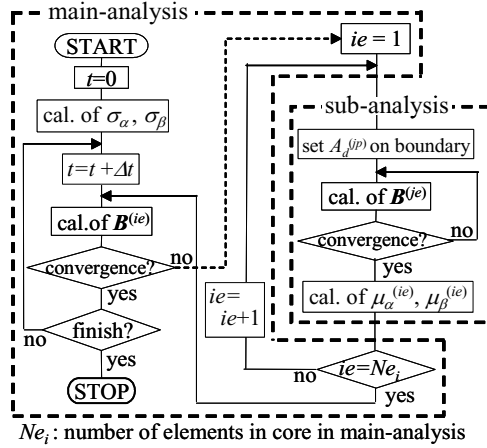 main-analysis
START
t=0
cal. of σα, σβ
t=t+Δt
cal.of B(ie)
convergence?
no
yes
finish?
no
yes
STOP
ie = 1
sub-analysis
set Ad(jp) on boundary
cal. of B(je)
convergence?
no
yes
cal. of μα(ie), μβ(ie)
ie=
ie+1
ie=Nei
no
yes
Nei : number of elements in core in main-analysis